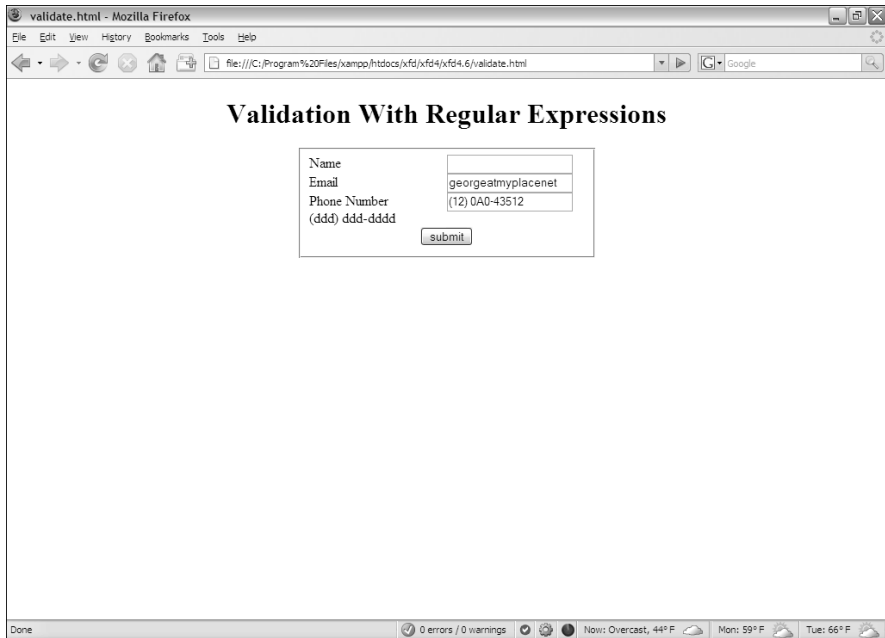 validate.html - Mozilla Firefox
File Edit View History Bookmarks Tools Help
file:///C:/Program%20Files/xampp/htdocs/xfd/xfd4/xfd4.6/validate.html
G Google
Validation With Regular Expressions
Name
Email georgeatmyplacenet
Phone Number (12) 0A0-43512
(ddd) ddd-dddd
submit
Done 0 errors / 0 warnings Now: Overcast, 44° F Mon: 59° F Tue: 66° F